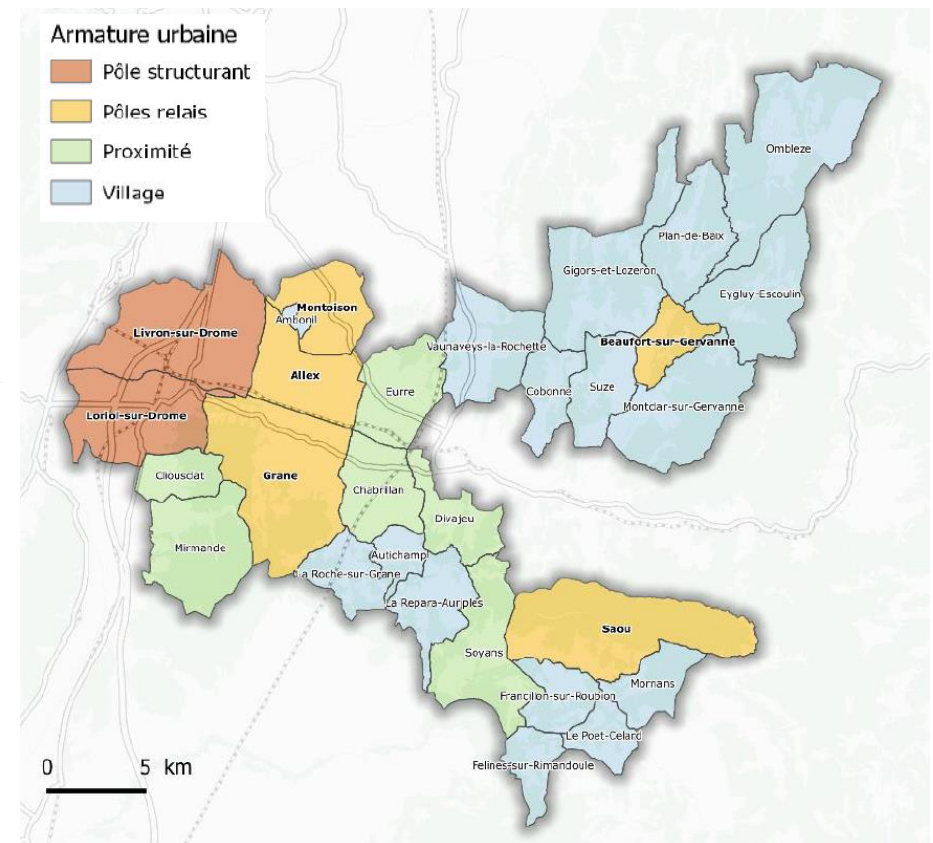 Armature urbaine
Pôle structurant
Pôles relais
Proximité
Village
Ombleze
Plan-de-Baix
Gigors-et-Lozeron
Eygluy-Escoulin
Montoison
Ambonil
Livron-sur-Drome
Beaufort-sur-Gervanne
Vaunaveys-la-Rochette
Allex
Eurre
Cobonne
Suze
Montclar-sur-Gervanne
Loriol-sur-Drome
Grane
Cliousclat
Chabrillan
Divajeu
Mirmande
Autichamp
La Roche-sur-Grane
La Repara-Auriples
Saou
Soyans
Mornans
Francillon-sur-Roubion
Le Poet-Celard
Felines-sur-Rimandoule
0 5 km